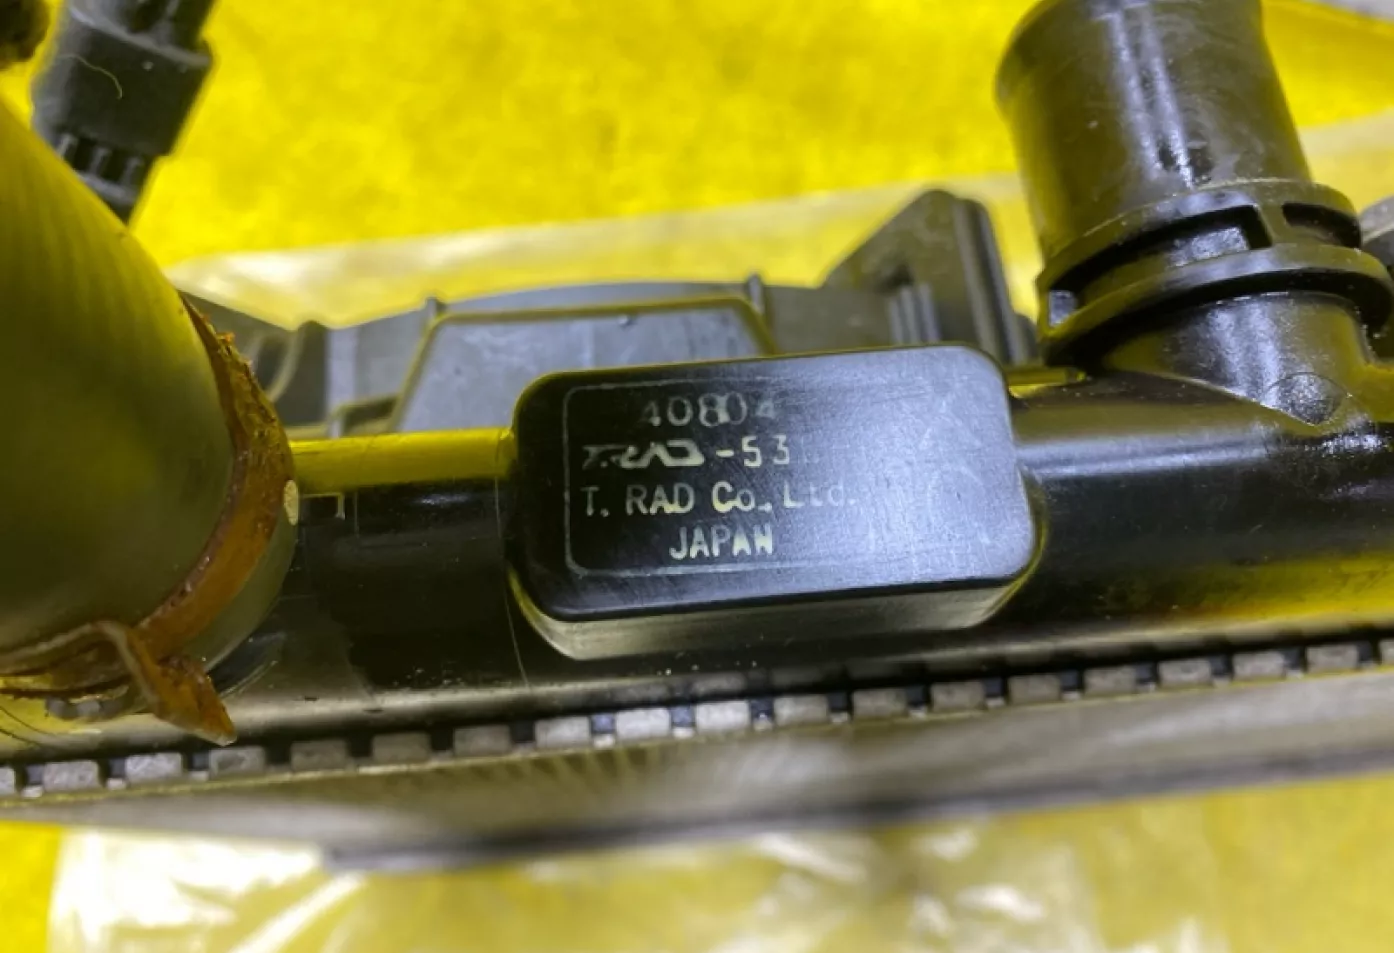 40804
T.RAD -53
T. RAD Co., Ltd.
JAPAN